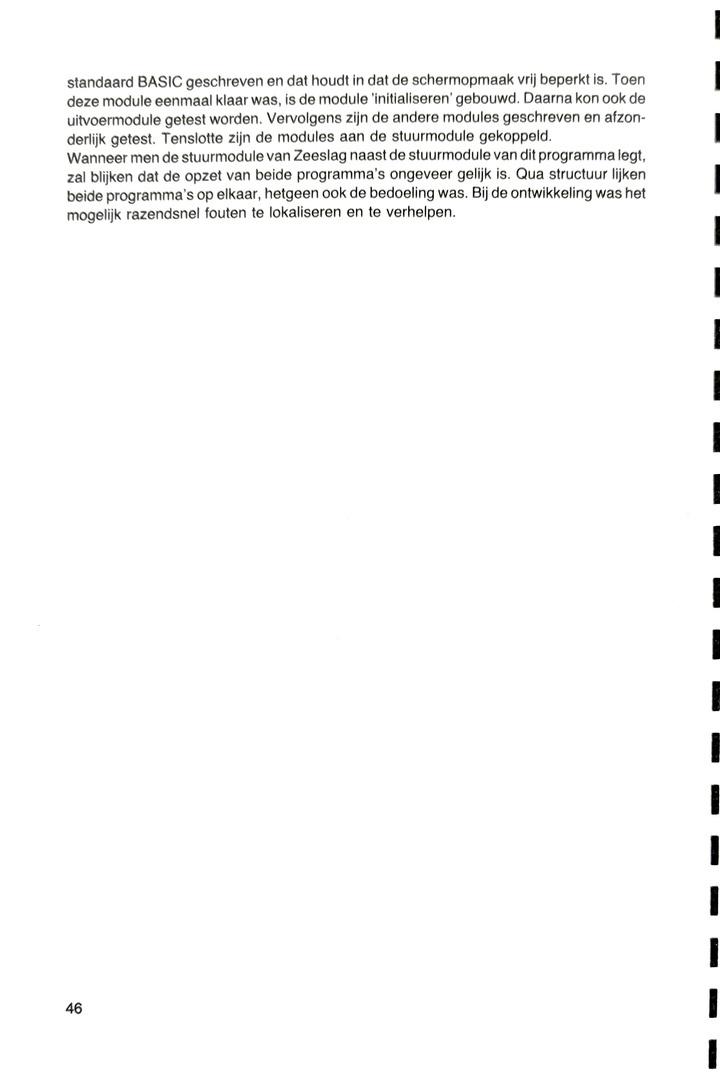 standaard BASIC geschreven en dat houdt in dat de schermopmaak vrij beperkt is. Toen
deze module eenmaal klaar was, is de module 'initialiseren' gebouwd. Daarna kon ook de
uitvoermodule getest worden. Vervolgens zijn de andere modules geschreven en afzon-
derlijk getest. Tenslotte zijn de modules aan de stuurmodule gekoppeld.
Wanneer men de stuurmodule van Zeeslag naast de stuurmodule van dit programma legt,
zal blijken dat de opzet van beide programma's ongeveer gelijk is. Qua structuur lijken
beide programma's op elkaar, hetgeen ook de bedoeling was. Bij de ontwikkeling was het
mogelijk razendsnel fouten te lokaliseren en te verhelpen.
46